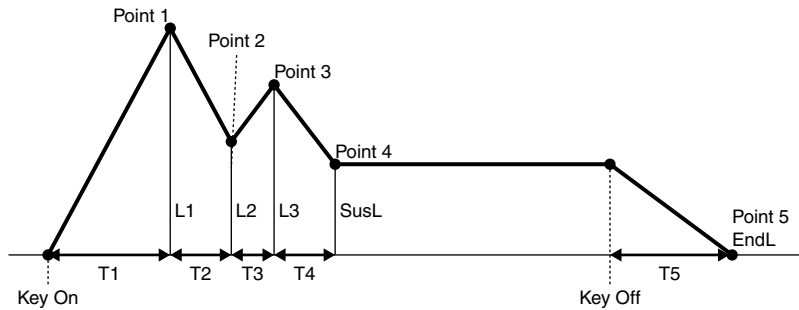 Point 1
Point 2
Point 3
Point 4
L1
L2
L3
SusL
Point 5
EndL
T1
T2
T3
T4
T5
Key On
Key Off